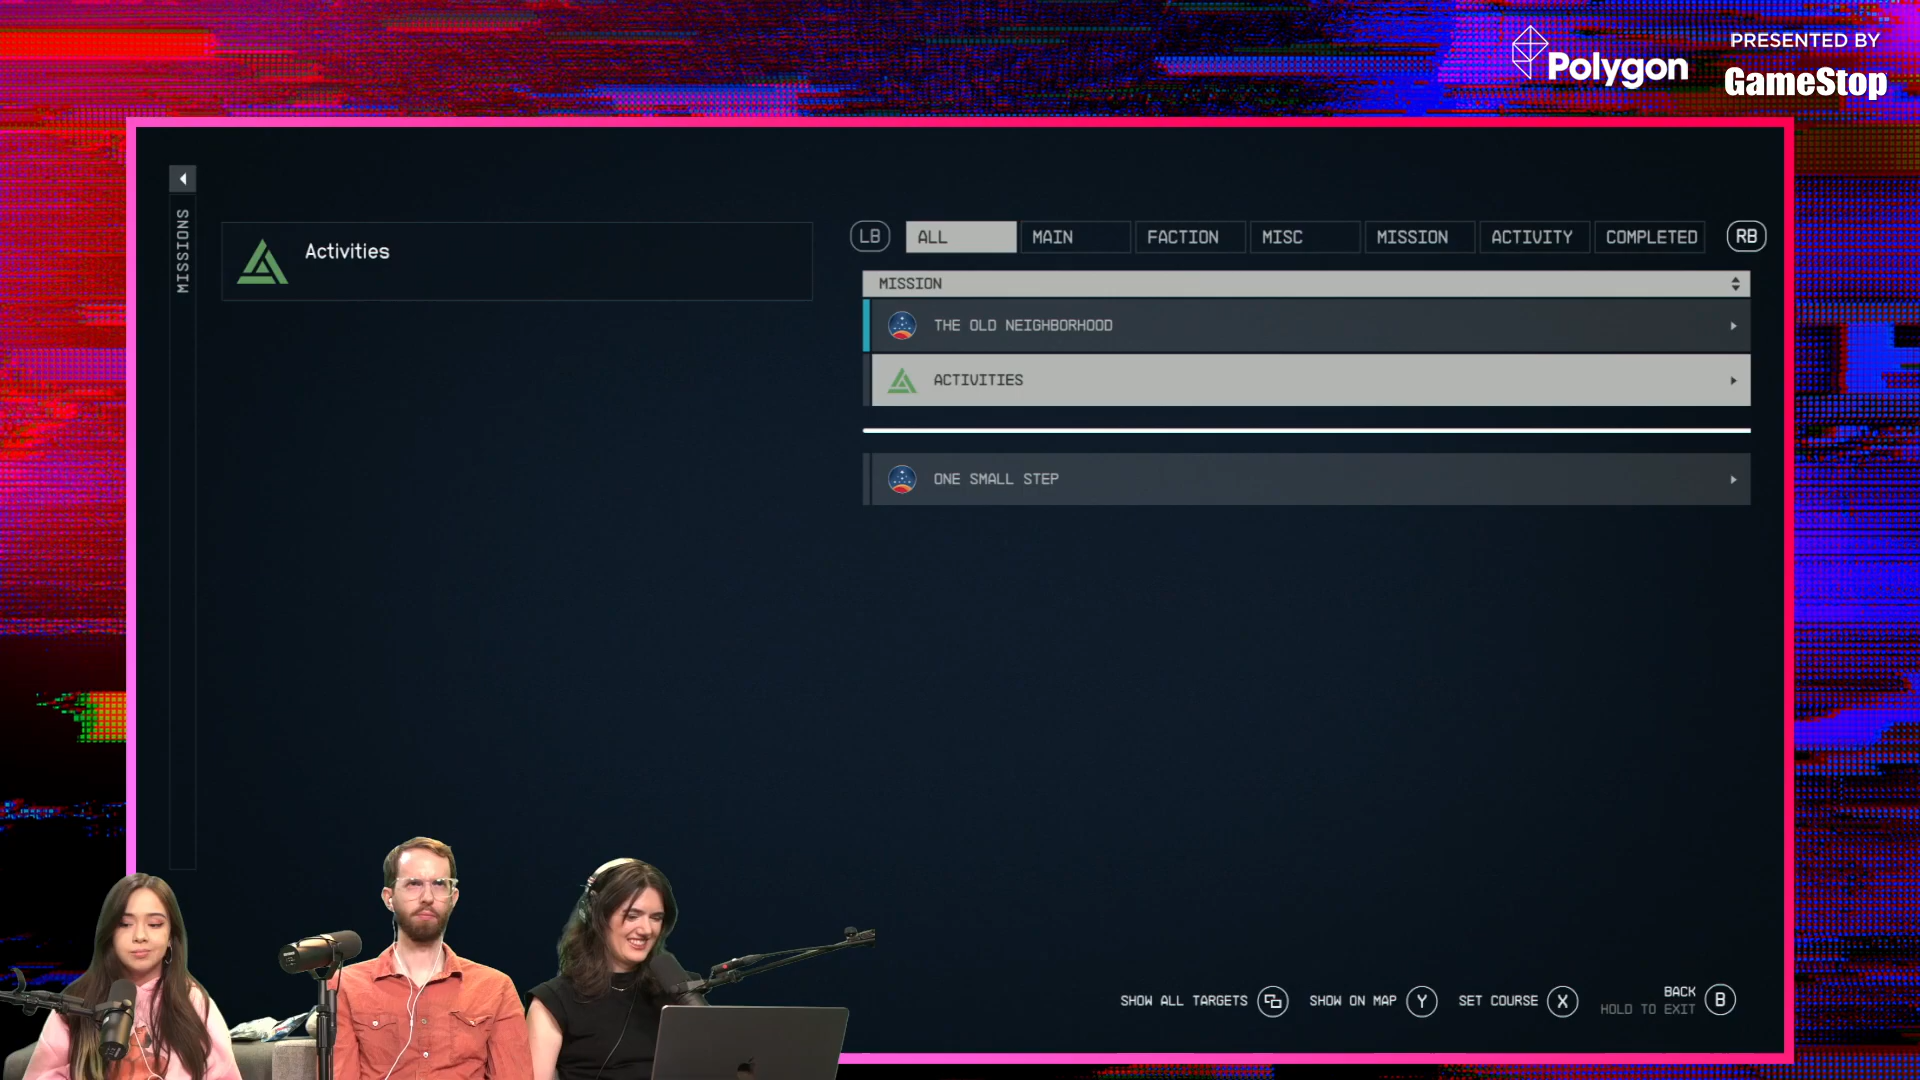 Polygon
PRESENTED BY
GameStop
MISSIONS
Activities
LB
ALL
MAIN
FACTION
MISC
MISSION
ACTIVITY
COMPLETED
RB
MISSION
THE OLD NEIGHBORHOOD
ACTIVITIES
ONE SMALL STEP
SHOW ALL TARGETS
SHOW ON MAP
Y
SET COURSE
X
BACK
HOLD TO EXIT
B